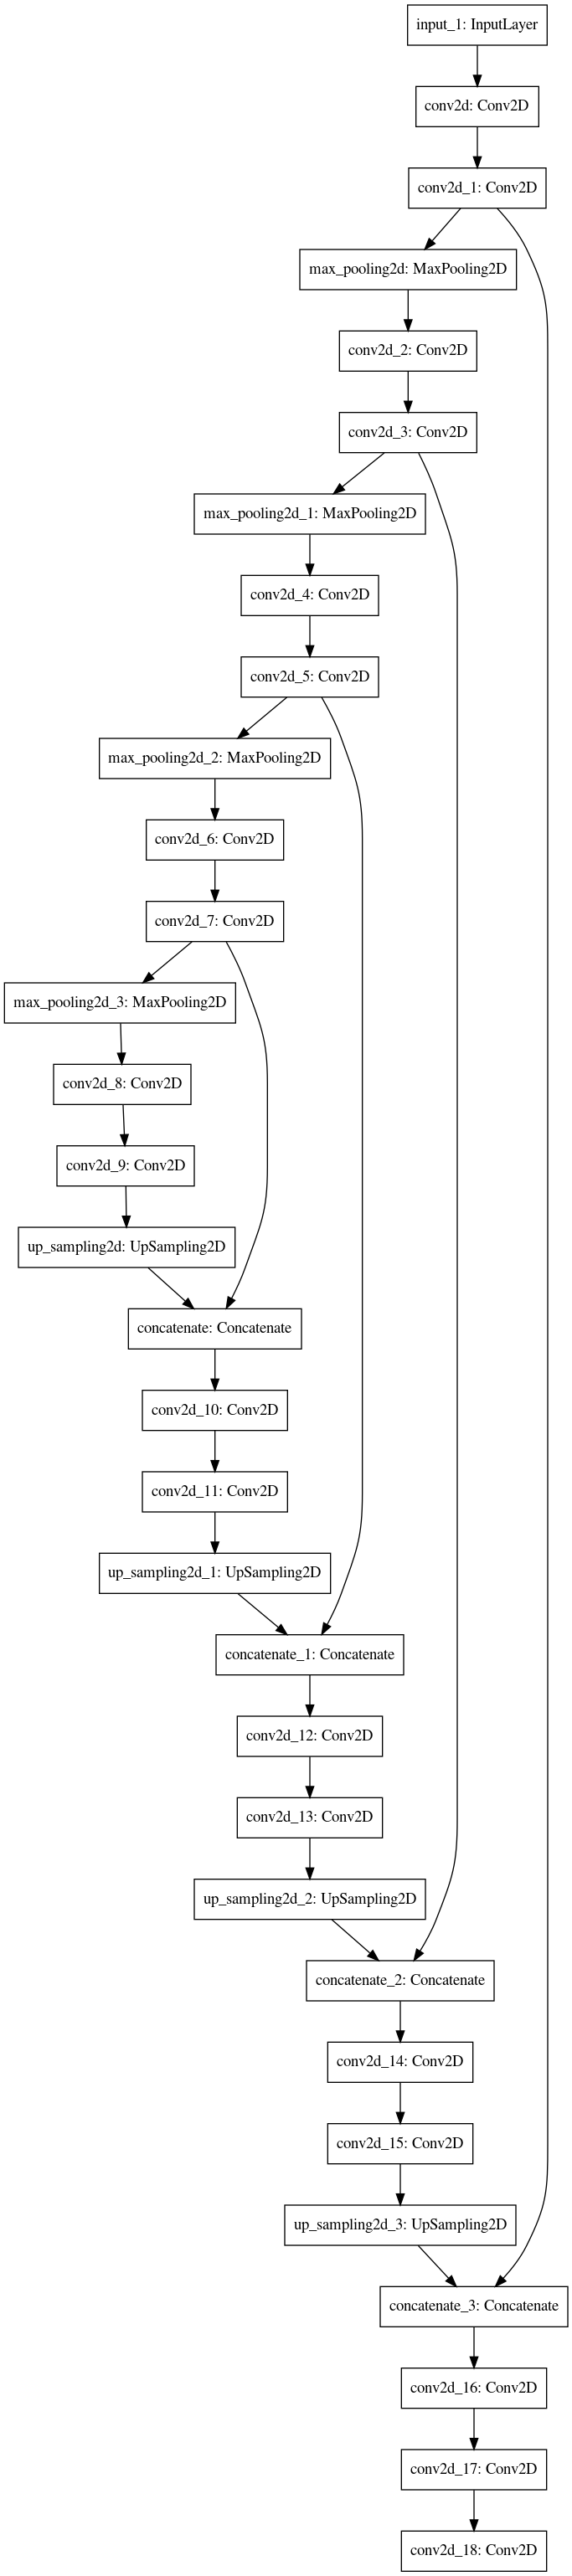 input_1: InputLayer
conv2d: Conv2D
conv2d_1: Conv2D
max_pooling2d: MaxPooling2D
conv2d_2: Conv2D
conv2d_3: Conv2D
max_pooling2d_1: MaxPooling2D
conv2d_4: Conv2D
conv2d_5: Conv2D
max_pooling2d_2: MaxPooling2D
conv2d_6: Conv2D
conv2d_7: Conv2D
max_pooling2d_3: MaxPooling2D
conv2d_8: Conv2D
conv2d_9: Conv2D
up_sampling2d: UpSampling2D
concatenate: Concatenate
conv2d_10: Conv2D
conv2d_11: Conv2D
up_sampling2d_1: UpSampling2D
concatenate_1: Concatenate
conv2d_12: Conv2D
conv2d_13: Conv2D
up_sampling2d_2: UpSampling2D
concatenate_2: Concatenate
conv2d_14: Conv2D
conv2d_15: Conv2D
up_sampling2d_3: UpSampling2D
concatenate_3: Concatenate
conv2d_16: Conv2D
conv2d_17: Conv2D
conv2d_18: Conv2D